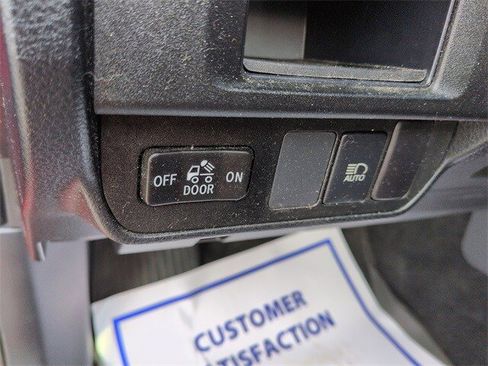 OFF DOOR ON
AUTO
CUSTOMER
SATISFACTION